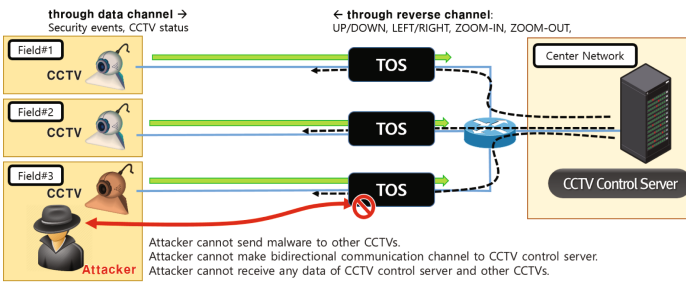 through data channel →
Security events, CCTV status
← through reverse channel:
UP/DOWN, LEFT/RIGHT, ZOOM-IN, ZOOM-OUT,
Field#1
CCTV
TOS
Center Network
Field#2
CCTV
TOS
Field#3
CCTV
TOS
CCTV Control Server
Attacker
Attacker cannot send malware to other CCTVs.
Attacker cannot make bidirectional communication channel to CCTV control server.
Attacker cannot receive any data of CCTV control server and other CCTVs.